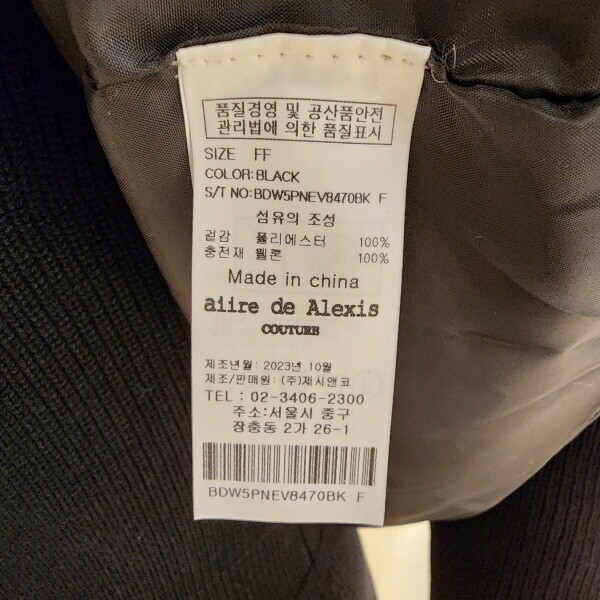 품질경영 및 공산품안전
관리법에 의한 품질표시
SIZE FF
COLOR:BLACK
S/T NO:BDW5PNEV8470BK F
섬유의 조성
겉감 폴리에스터 100%
충전재 웰론 100%
Made in china
aiire de Alexis
COUTURE
제조년월: 2023년 10월
제조/판매원: (주)제시앤코
TEL : 02-3406-2300
주소:서울시 중구
장충동 2가 26-1
BDW5PNEV8470BK F